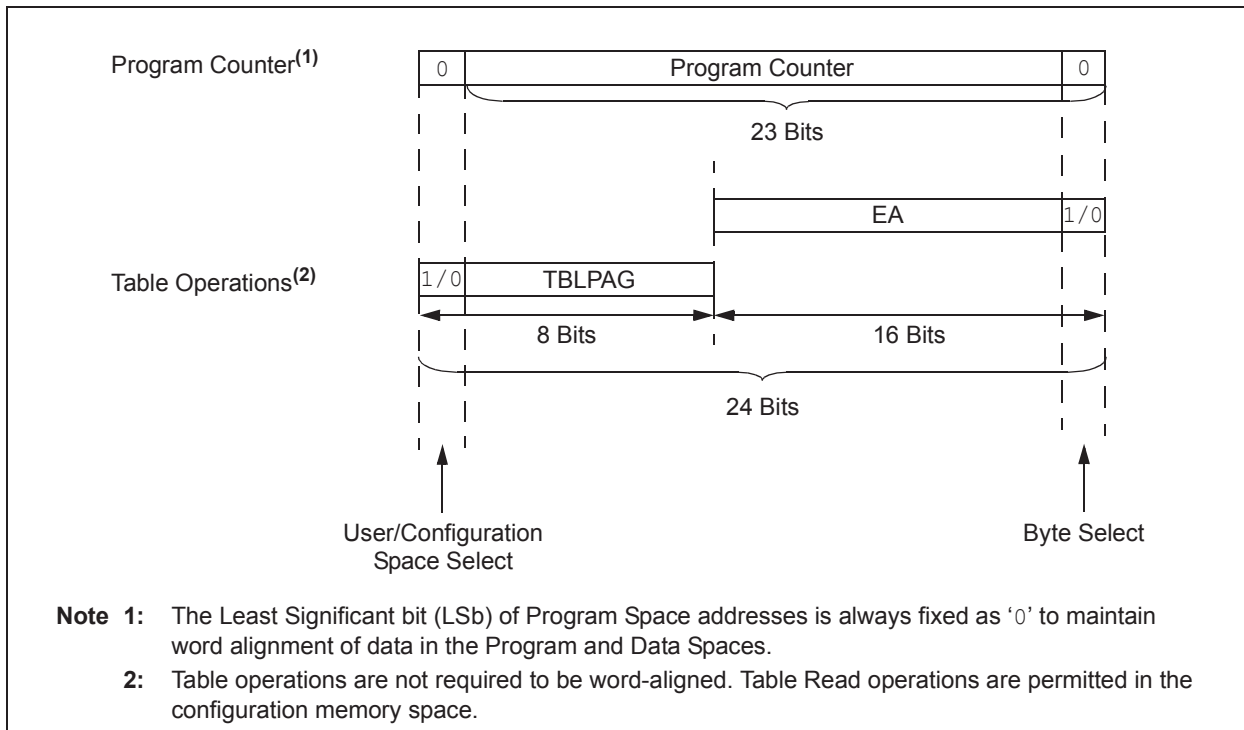 Program Counter(1)
0 Program Counter 0
23 Bits
EA 1/0
Table Operations(2)
1/0 TBLPAG
8 Bits 16 Bits
24 Bits
User/Configuration
Space Select
Byte Select
Note 1: The Least Significant bit (LSb) of Program Space addresses is always fixed as ‘0’ to maintain
word alignment of data in the Program and Data Spaces.
2: Table operations are not required to be word-aligned. Table Read operations are permitted in the
configuration memory space.